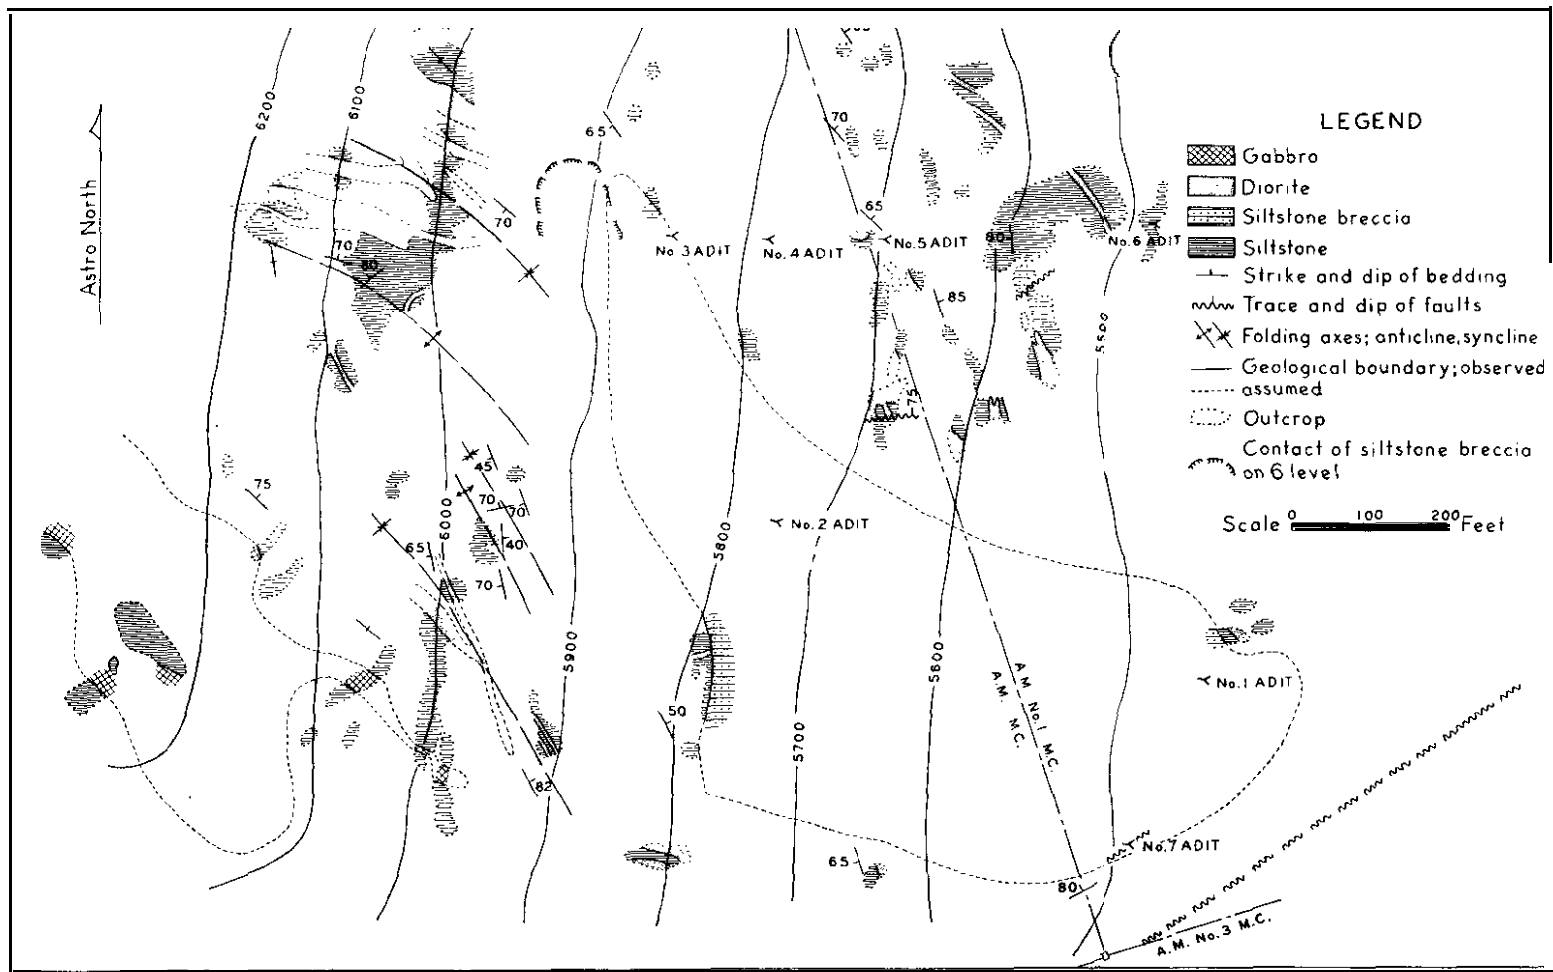 LEGEND
Gabbro
Diorite
Siltstone breccia
Siltstone
Strike and dip of bedding
Trace and dip of faults
Folding axes; anticline, syncline
Geological boundary; observed
assumed
Outcrop
Contact of siltstone breccia
on 6 level
Scale 0 100 200 Feet
Astro North
6200
6100
65
70
70
65
70
80
No. 3 ADIT
No. 4 ADIT
No. 5 ADIT
80
No. 6 ADIT
85
5500
75
45
75
70
70
6000
65
40
70
No. 2 ADIT
5800
5900
5600
50
5700
A.M. No. 1 M.C.
A.M. M.C.
No. 1 ADIT
82
65
No. 7 ADIT
80
A.M. No. 3 M.C.